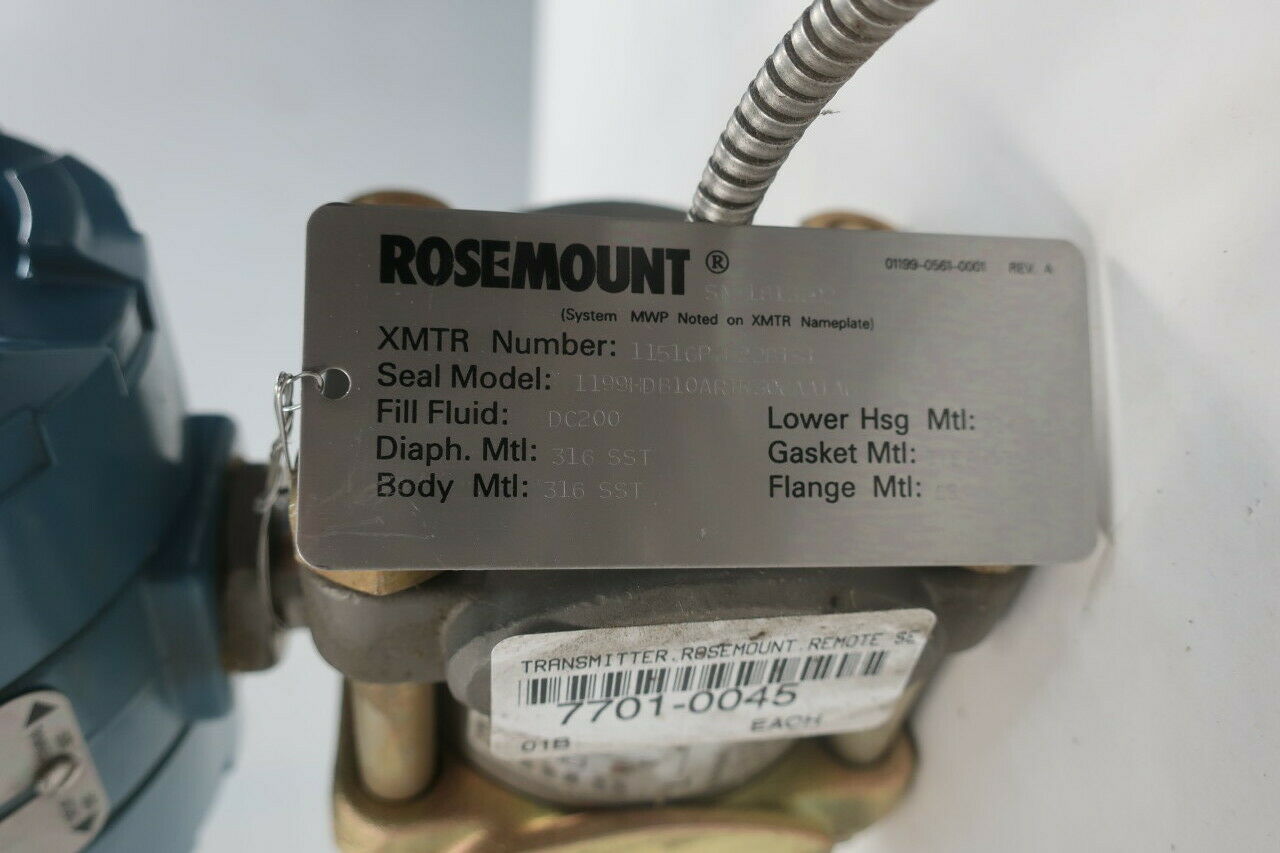 ROSEMOUNT ®
01199-0561-0001 REV. A
(System MWP Noted on XMTR Nameplate)
XMTR Number:
Seal Model:
Fill Fluid: DC200
Lower Hsg Mtl:
Diaph. Mtl: 316 SST
Gasket Mtl:
Body Mtl: 316 SST
Flange Mtl:
TRANSMITTER,ROSEMOUNT,REMOTE SE
7701-0045
01B EACH